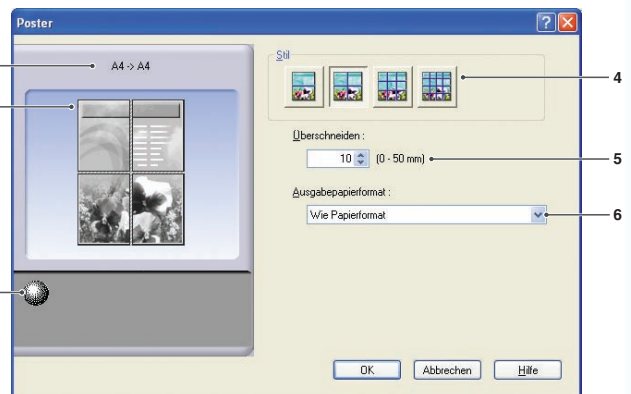 Poster
A4 -> A4
Stil
4
Überschneiden :
10 (0 - 50 mm)
5
Ausgabepapierformat :
Wie Papierformat
6
OK Abbrechen Hilfe